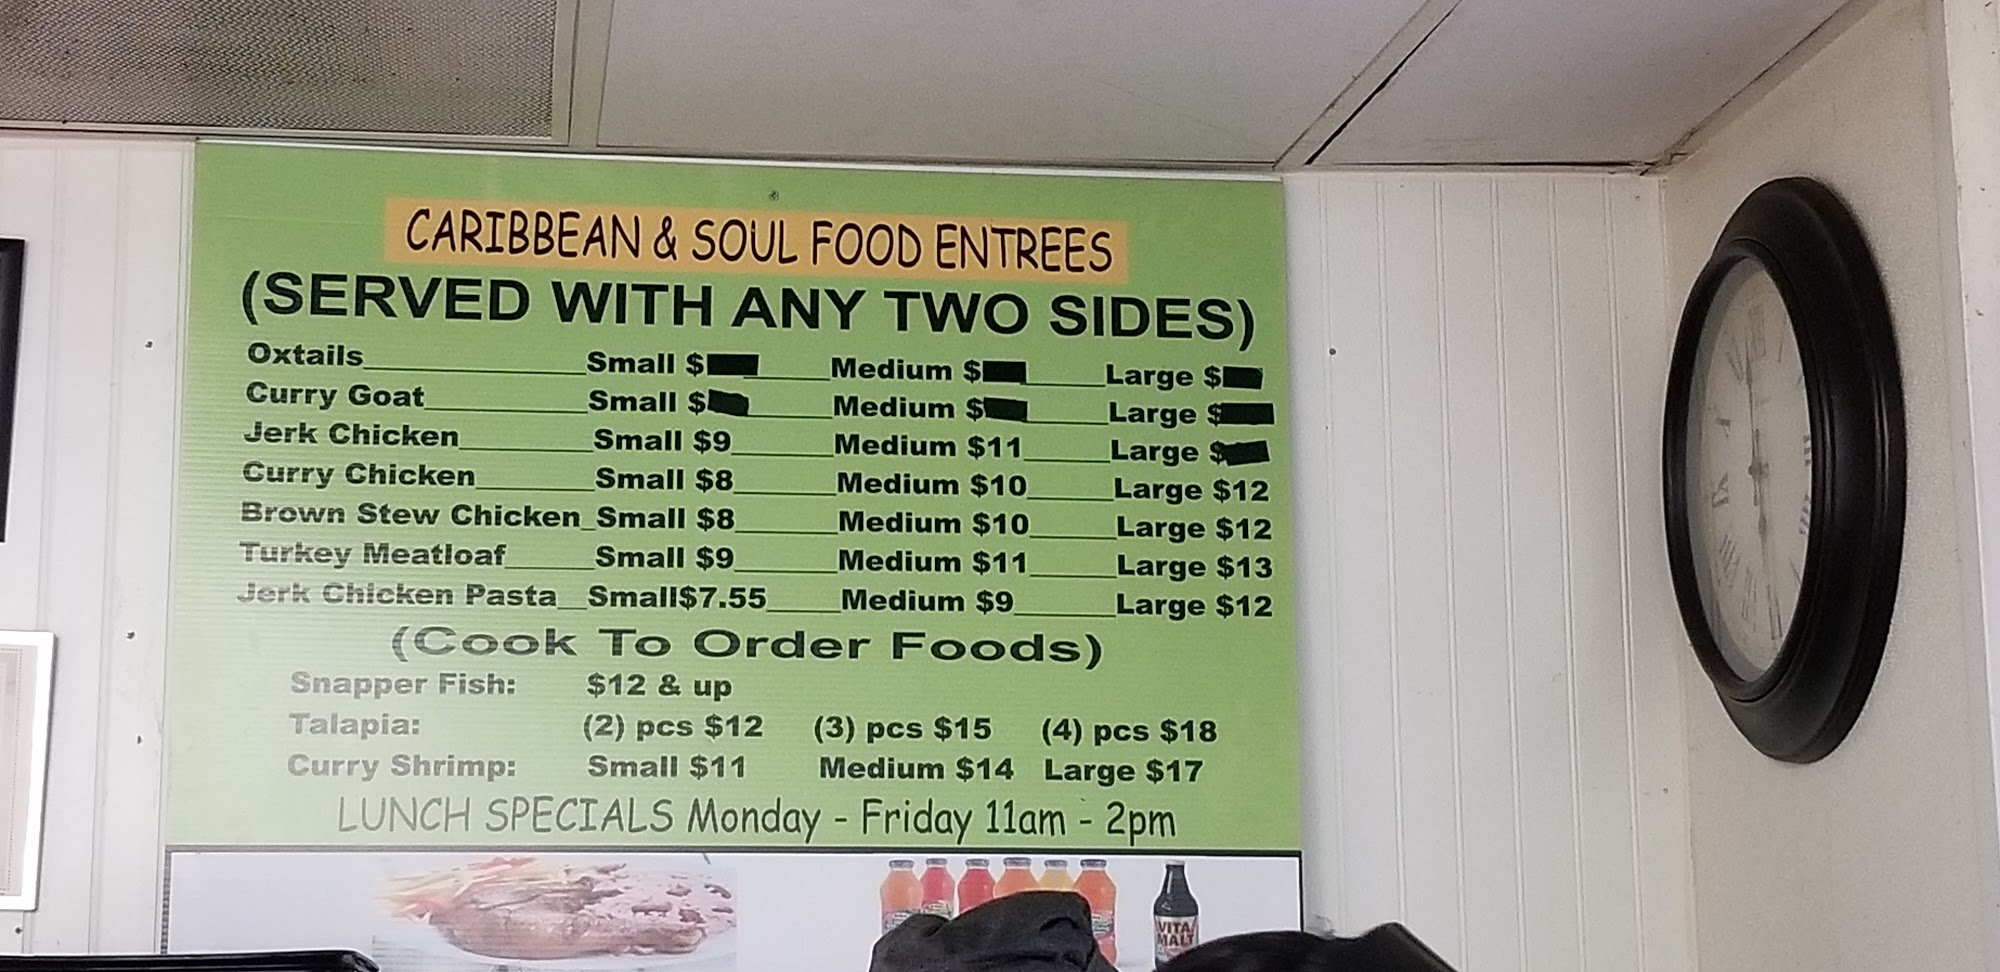 CARIBBEAN & SOUL FOOD ENTREES
(SERVED WITH ANY TWO SIDES)
Oxtails Small $ Medium $ Large $
Curry Goat Small $ Medium $ Large $
Jerk Chicken Small $9 Medium $11 Large $
Curry Chicken Small $8 Medium $10 Large $12
Brown Stew Chicken Small $8 Medium $10 Large $12
Turkey Meatloaf Small $9 Medium $11 Large $13
Jerk Chicken Pasta Small$7.55 Medium $9 Large $12
(Cook To Order Foods)
Snapper Fish: $12 & up
Talapia: (2) pcs $12 (3) pcs $15 (4) pcs $18
Curry Shrimp: Small $11 Medium $14 Large $17
LUNCH SPECIALS Monday - Friday 11am - 2pm
VITA
MALT